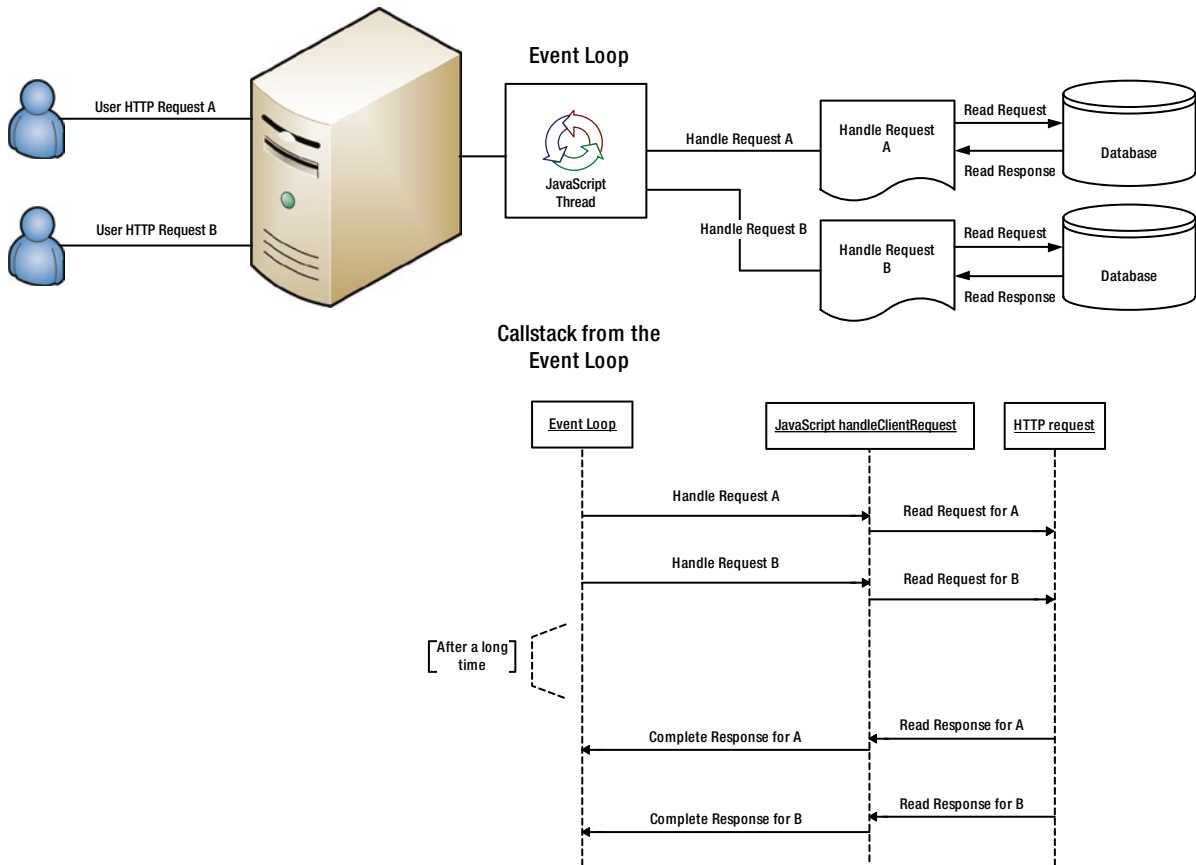 Event Loop
User HTTP Request A
User HTTP Request B
JavaScript
Thread
Handle Request A
Handle Request B
Handle Request
A
Read Request
Read Response
Database
Handle Request
B
Read Request
Read Response
Database
Callstack from the
Event Loop
Event Loop
JavaScript handleClientRequest
HTTP request
Handle Request A
Read Request for A
Handle Request B
Read Request for B
[After a long
time]
Read Response for A
Complete Response for A
Read Response for B
Complete Response for B